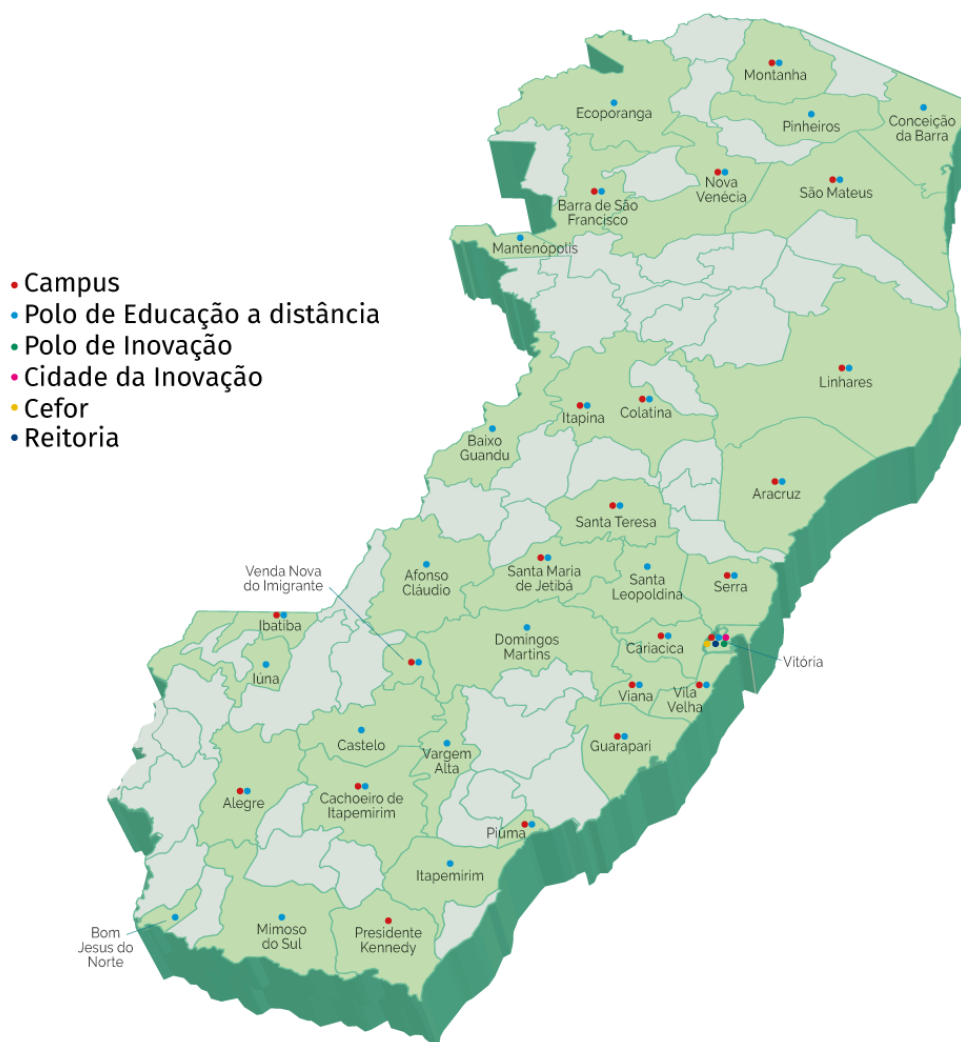 Montanha
Ecoporanga
Pinheiros
Conceição
da Barra
Nova
Venécia
São Mateus
Barra de São
Francisco
Mantenópolis
Campus
Polo de Educação a distância
Polo de Inovação
Cidade da Inovação
Cefor
Reitoria
Linhares
Itapina
Colatina
Baixo
Guandu
Aracruz
Santa Teresa
Venda Nova
do Imigrante
Afonso
Cláudio
Santa Maria
de Jetibá
Santa
Leopoldina
Serra
Ibatiba
Domingos
Martins
Cariacica
Vitória
Iúna
Viana
Vila
Velha
Castelo
Vargem
Alta
Guarapari
Alegre
Cachoeiro de
Itapemirim
Piúma
Itapemirim
Bom
Jesus do
Norte
Mimoso
do Sul
Presidente
Kennedy